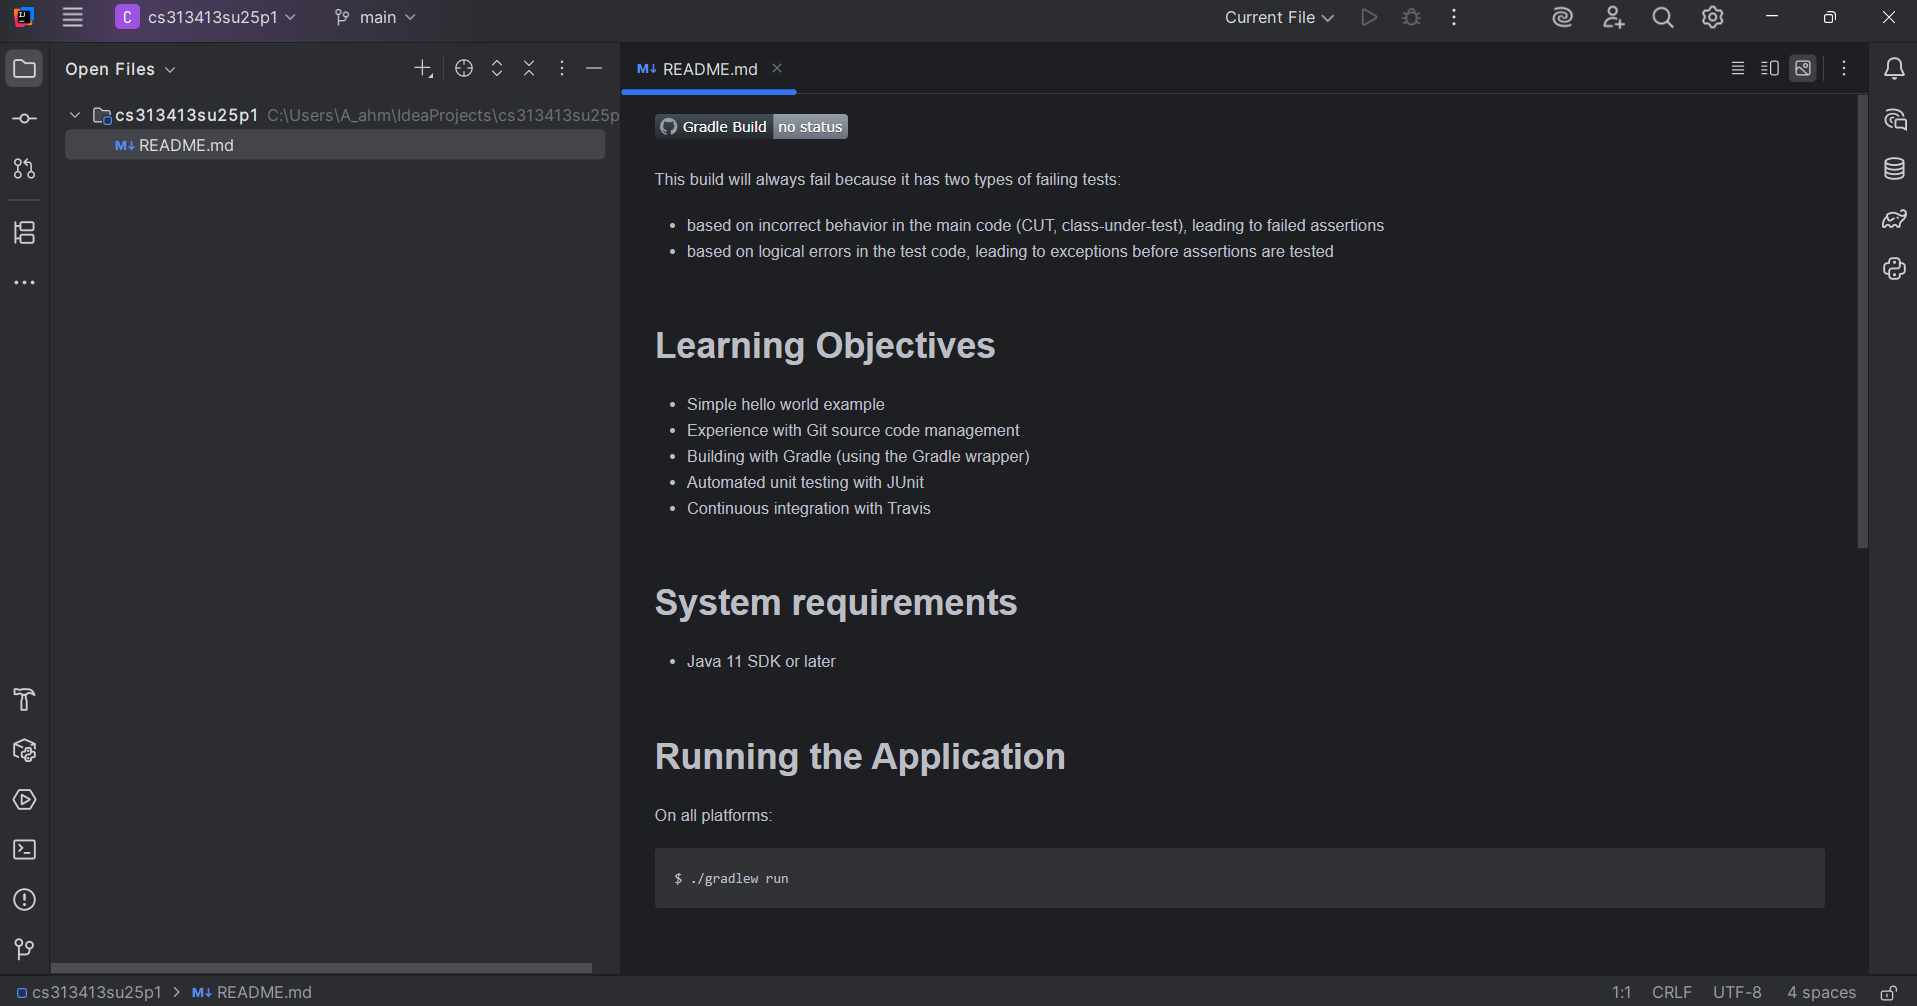 C cs313413su25p1 main Current File
Open Files
M↓ README.md
cs313413su25p1 C:\Users\A_ahm\IdeaProjects\cs313413su25p
M↓ README.md
Gradle Build no status
This build will always fail because it has two types of failing tests:
• based on incorrect behavior in the main code (CUT, class-under-test), leading to failed assertions
• based on logical errors in the test code, leading to exceptions before assertions are tested
Learning Objectives
• Simple hello world example
• Experience with Git source code management
• Building with Gradle (using the Gradle wrapper)
• Automated unit testing with JUnit
• Continuous integration with Travis
System requirements
• Java 11 SDK or later
Running the Application
On all platforms:
$ ./gradlew run
cs313413su25p1 > M↓ README.md 1:1 CRLF UTF-8 4 spaces